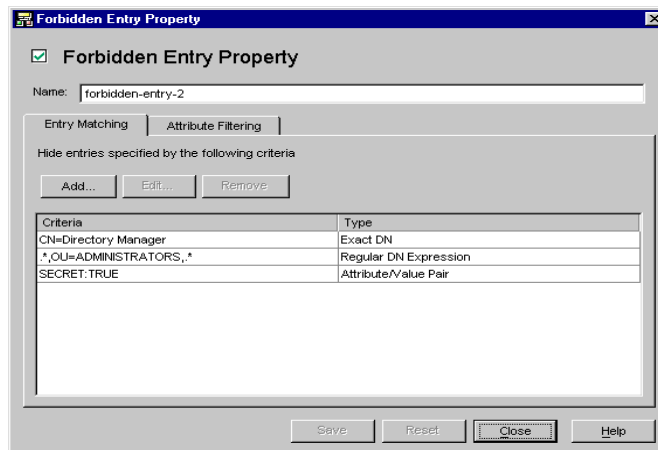 Forbidden Entry Property
Forbidden Entry Property
Name: forbidden-entry-2
Entry Matching Attribute Filtering
Hide entries specified by the following criteria
Add... Edit... Remove
Criteria Type
CN=Directory Manager Exact DN
.*,OU=ADMINISTRATORS,.* Regular DN Expression
SECRET:TRUE Attribute/Value Pair
Save Reset Close Help